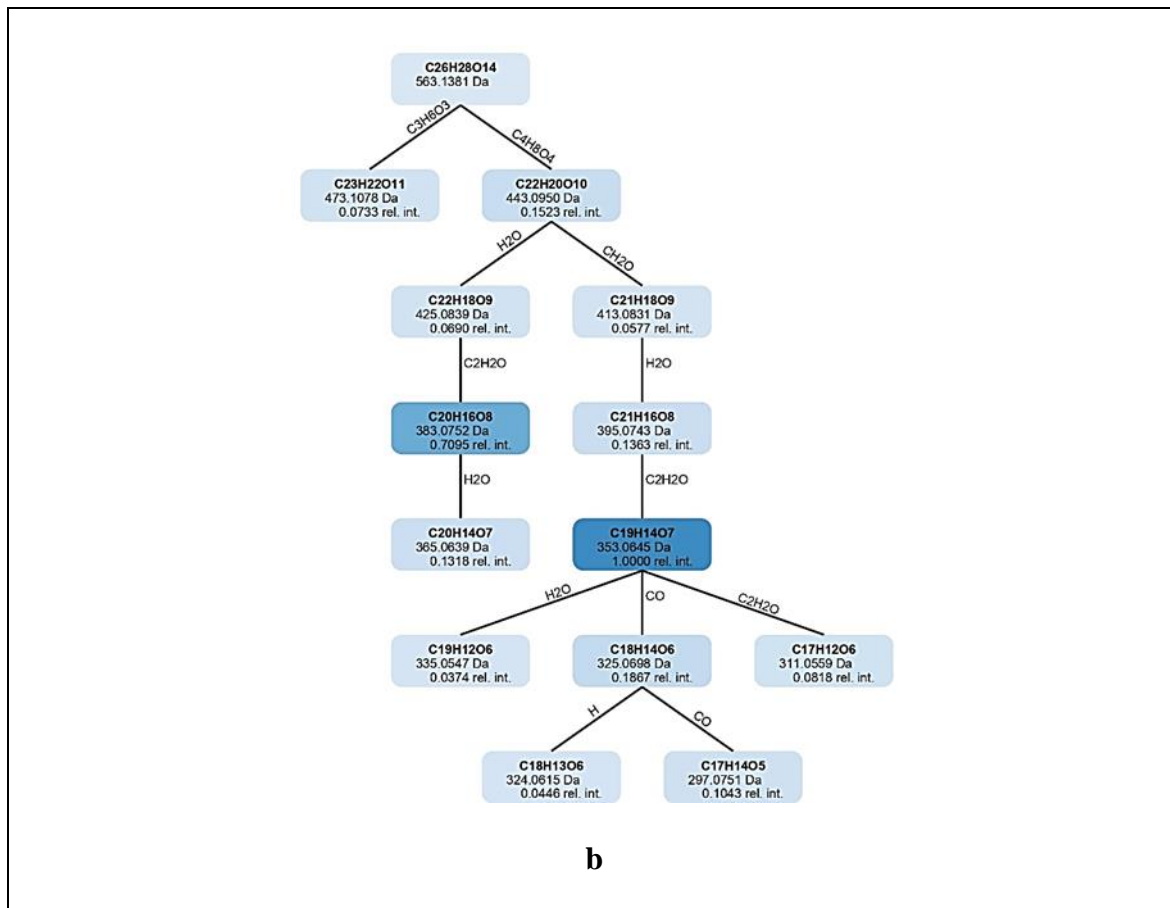 C26H28O14
563.1381 Da
C3H6O3
C4H8O4
C23H22O11
473.1078 Da
0.0733 rel. int.
C22H20O10
443.0950 Da
0.1523 rel. int.
H2O
CH2O
C22H18O9
425.0839 Da
0.0690 rel. int.
C21H18O9
413.0831 Da
0.0577 rel. int.
C2H2O
H2O
C20H16O8
383.0752 Da
0.7095 rel. int.
C21H16O8
395.0743 Da
0.1363 rel. int.
H2O
C2H2O
C20H14O7
365.0639 Da
0.1318 rel. int.
C19H14O7
353.0645 Da
1.0000 rel. int.
H2O
CO
C2H2O
C19H12O6
335.0547 Da
0.0374 rel. int.
C18H14O6
325.0698 Da
0.1867 rel. int.
C17H12O6
311.0559 Da
0.0818 rel. int.
H
CO
C18H13O6
324.0615 Da
0.0446 rel. int.
C17H14O5
297.0751 Da
0.1043 rel. int.
b